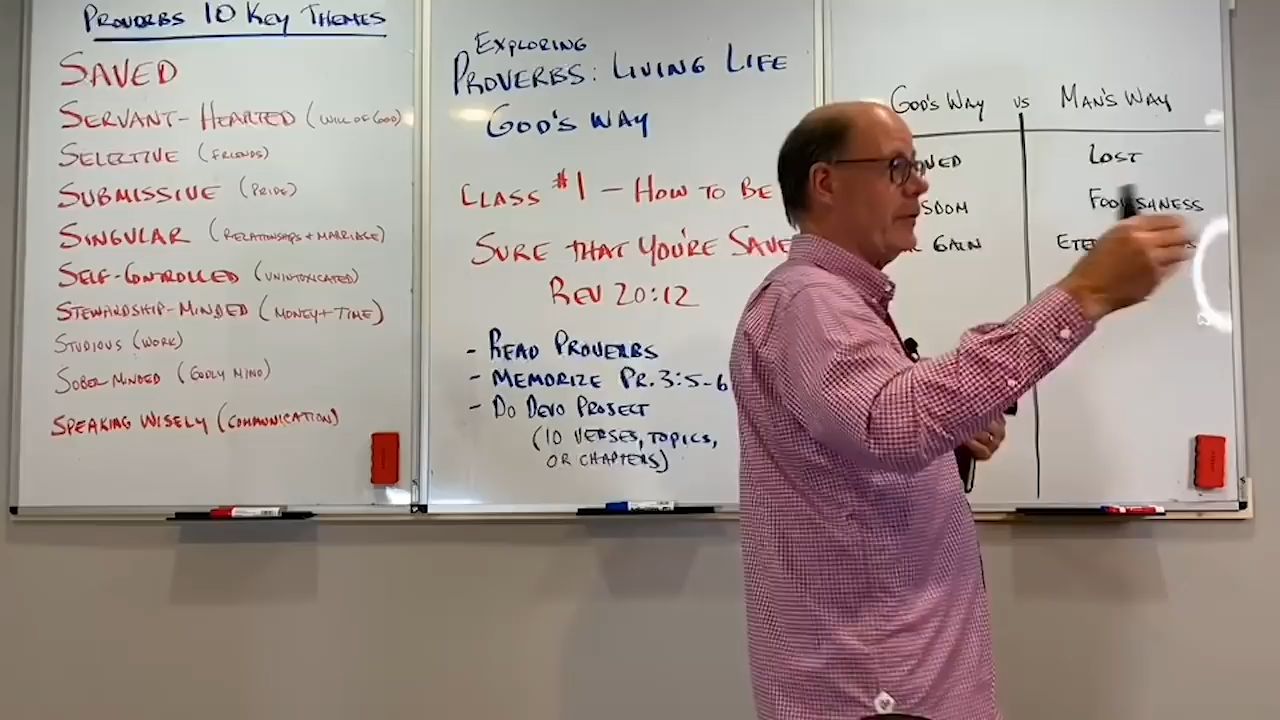 PROVERBS 10 KEY THEMES
SAVED
SERVANT-HEARTED (WILL OF GOD)
SELECTIVE (FRIENDS)
SUBMISSIVE (PRIDE)
SINGULAR (RELATIONSHIPS + MARRIAGE)
SELF-CONTROLLED (UNINTOXICATED)
STEWARDSHIP-MINDED (MONEY + TIME)
STUDIOUS (WORK)
SOBER MINDED (GODLY MIND)
SPEAKING WISELY (COMMUNICATION)
EXPLORING
PROVERBS: LIVING LIFE
GOD'S WAY
CLASS #1 - HOW TO BE
SURE THAT YOU'RE SAVE
REV 20:12
- READ PROVERBS
- MEMORIZE PR. 3:5-6
- DO DEVO PROJECT
(10 VERSES, TOPICS,
OR CHAPTERS)
GOD'S WAY VS MAN'S WAY
LOST
GAIN